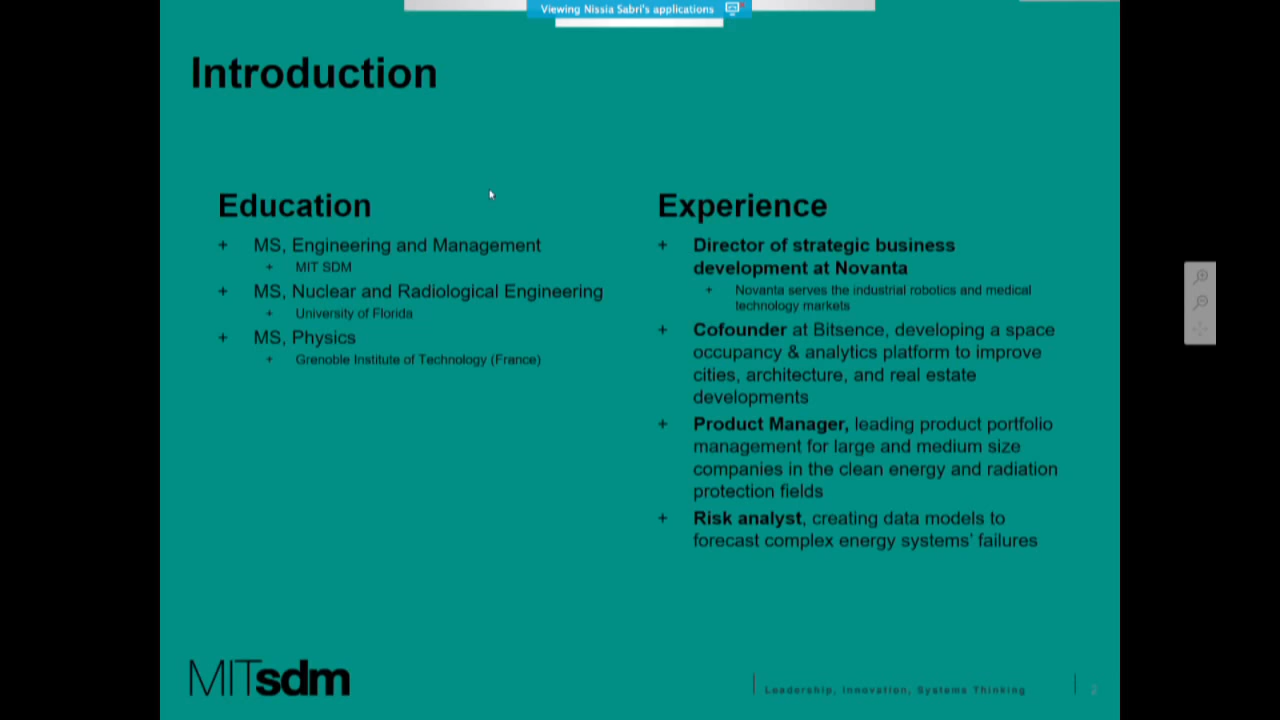 Viewing Nissia Sabri's applications
Introduction
Education
+ MS, Engineering and Management
+ MIT SDM
+ MS, Nuclear and Radiological Engineering
+ University of Florida
+ MS, Physics
+ Grenoble Institute of Technology (France)
Experience
+ Director of strategic business
development at Novanta
+ Novanta serves the industrial robotics and medical
technology markets
+ Cofounder at Bitsence, developing a space
occupancy & analytics platform to improve
cities, architecture, and real estate
developments
+ Product Manager, leading product portfolio
management for large and medium size
companies in the clean energy and radiation
protection fields
+ Risk analyst, creating data models to
forecast complex energy systems' failures
MITsdm
Leadership, Innovation, Systems Thinking
2